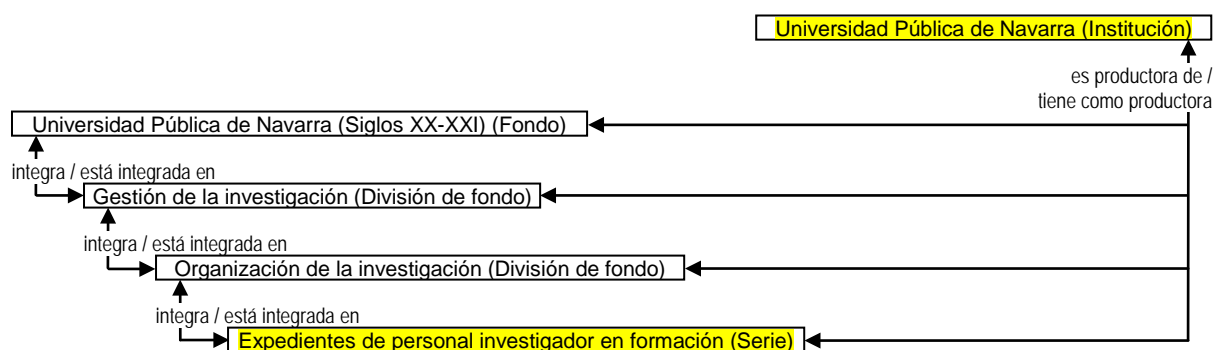 Universidad Pública de Navarra (Institución)
es productora de /
tiene como productora
Universidad Pública de Navarra (Siglos XX-XXI) (Fondo)
integra / está integrada en
Gestión de la investigación (División de fondo)
integra / está integrada en
Organización de la investigación (División de fondo)
integra / está integrada en
Expedientes de personal investigador en formación (Serie)